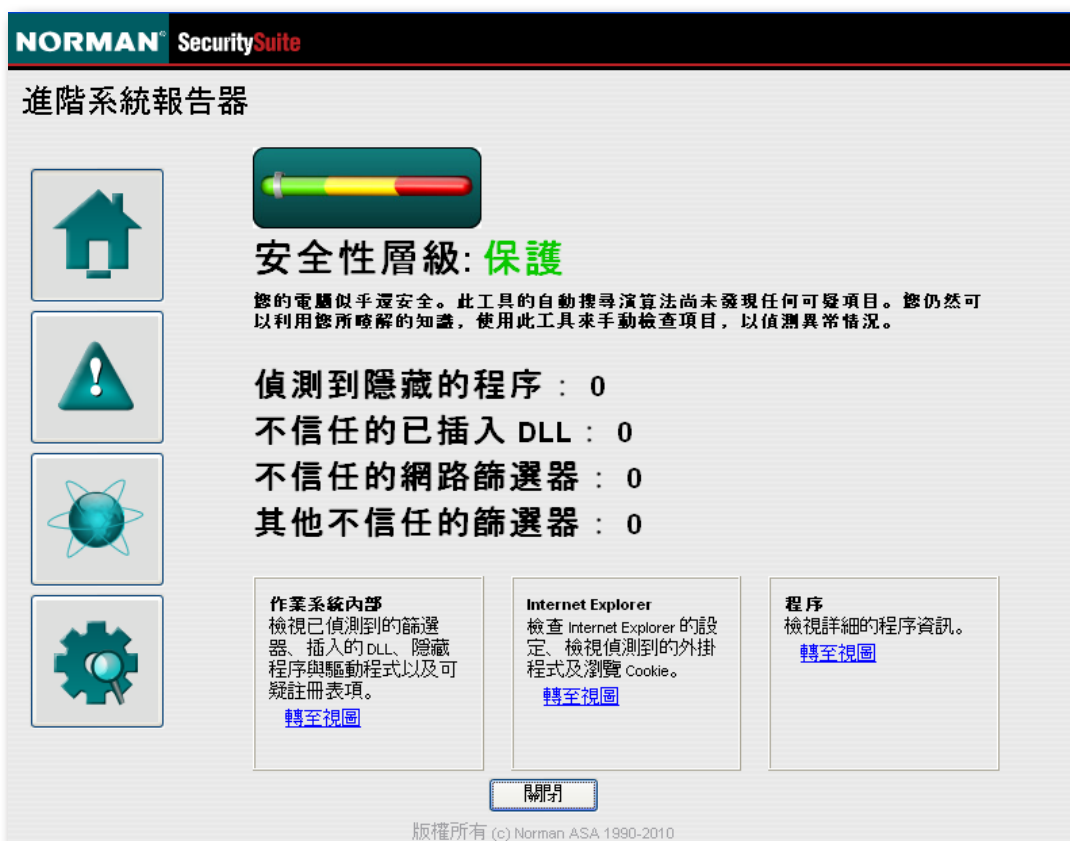 NORMAN® SecuritySuite
進階系統報告器
安全性層級: 保護
您的電腦似乎還安全。此工具的自動搜尋演算法尚未發現任何可疑項目。您仍然可
以利用您所瞭解的知識，使用此工具來手動檢查項目，以偵測異常情況。
偵測到隱藏的程序： 0
不信任的已插入 DLL： 0
不信任的網路篩選器： 0
其他不信任的篩選器： 0
作業系統內部
檢視已偵測到的篩選
器、插入的 DLL、隱藏
程序與驅動程式以及可
疑註冊表項。
轉至視圖
Internet Explorer
檢查 Internet Explorer 的設
定、檢視偵測到的外掛
程式及瀏覽 Cookie。
轉至視圖
程序
檢視詳細的程序資訊。
轉至視圖
關閉
版權所有 (c) Norman ASA 1990-2010